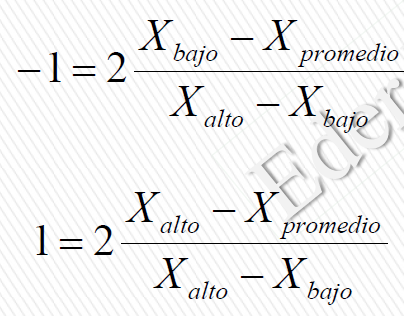 −1 = 2 (X_bajo − X_promedio) / (X_alto − X_bajo)
Eder
1 = 2 (X_alto − X_promedio) / (X_alto − X_bajo)